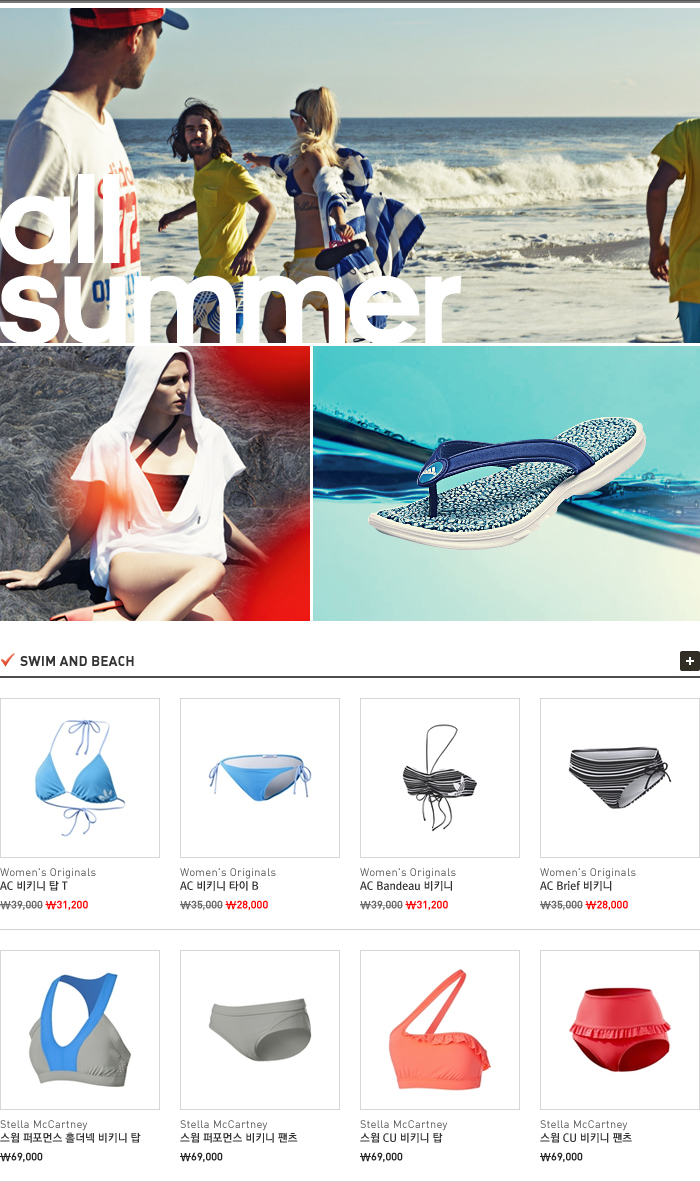 all
summer
SWIM AND BEACH
Women's Originals
AC 비키니 탑 T
₩39,000 ₩31,200
Women's Originals
AC 비키니 타이 B
₩35,000 ₩28,000
Women's Originals
AC Bandeau 비키니
₩39,000 ₩31,200
Women's Originals
AC Brief 비키니
₩35,000 ₩28,000
Stella McCartney
스윔 퍼포먼스 홀더넥 비키니 탑
₩69,000
Stella McCartney
스윔 퍼포먼스 비키니 팬츠
₩69,000
Stella McCartney
스윔 CU 비키니 탑
₩69,000
Stella McCartney
스윔 CU 비키니 팬츠
₩69,000